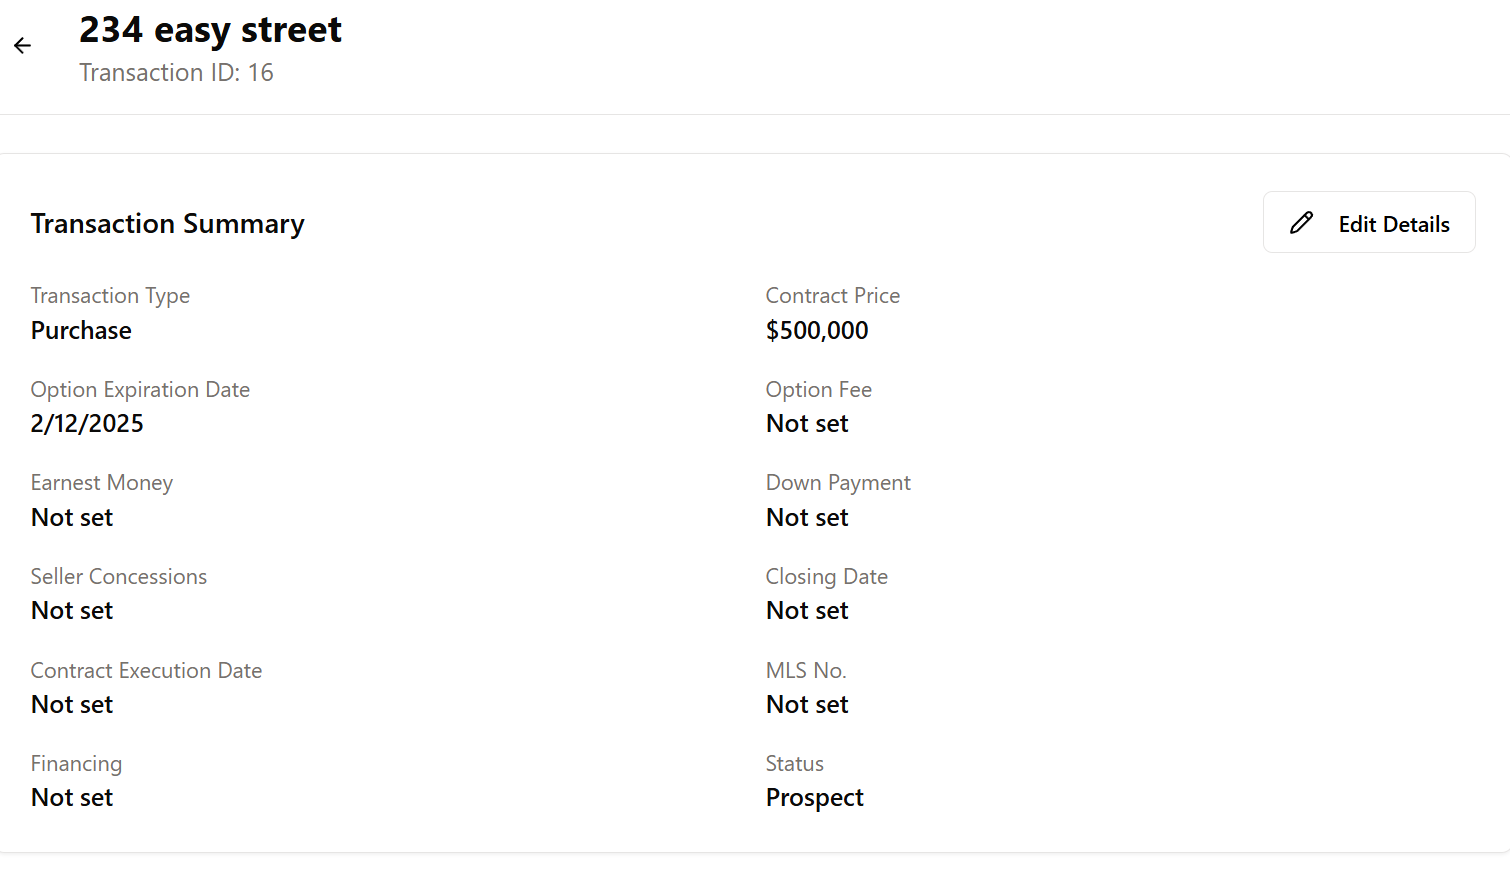 234 easy street
Transaction ID: 16
Transaction Summary
Edit Details
Transaction Type
Purchase
Contract Price
$500,000
Option Expiration Date
2/12/2025
Option Fee
Not set
Earnest Money
Not set
Down Payment
Not set
Seller Concessions
Not set
Closing Date
Not set
Contract Execution Date
Not set
MLS No.
Not set
Financing
Not set
Status
Prospect